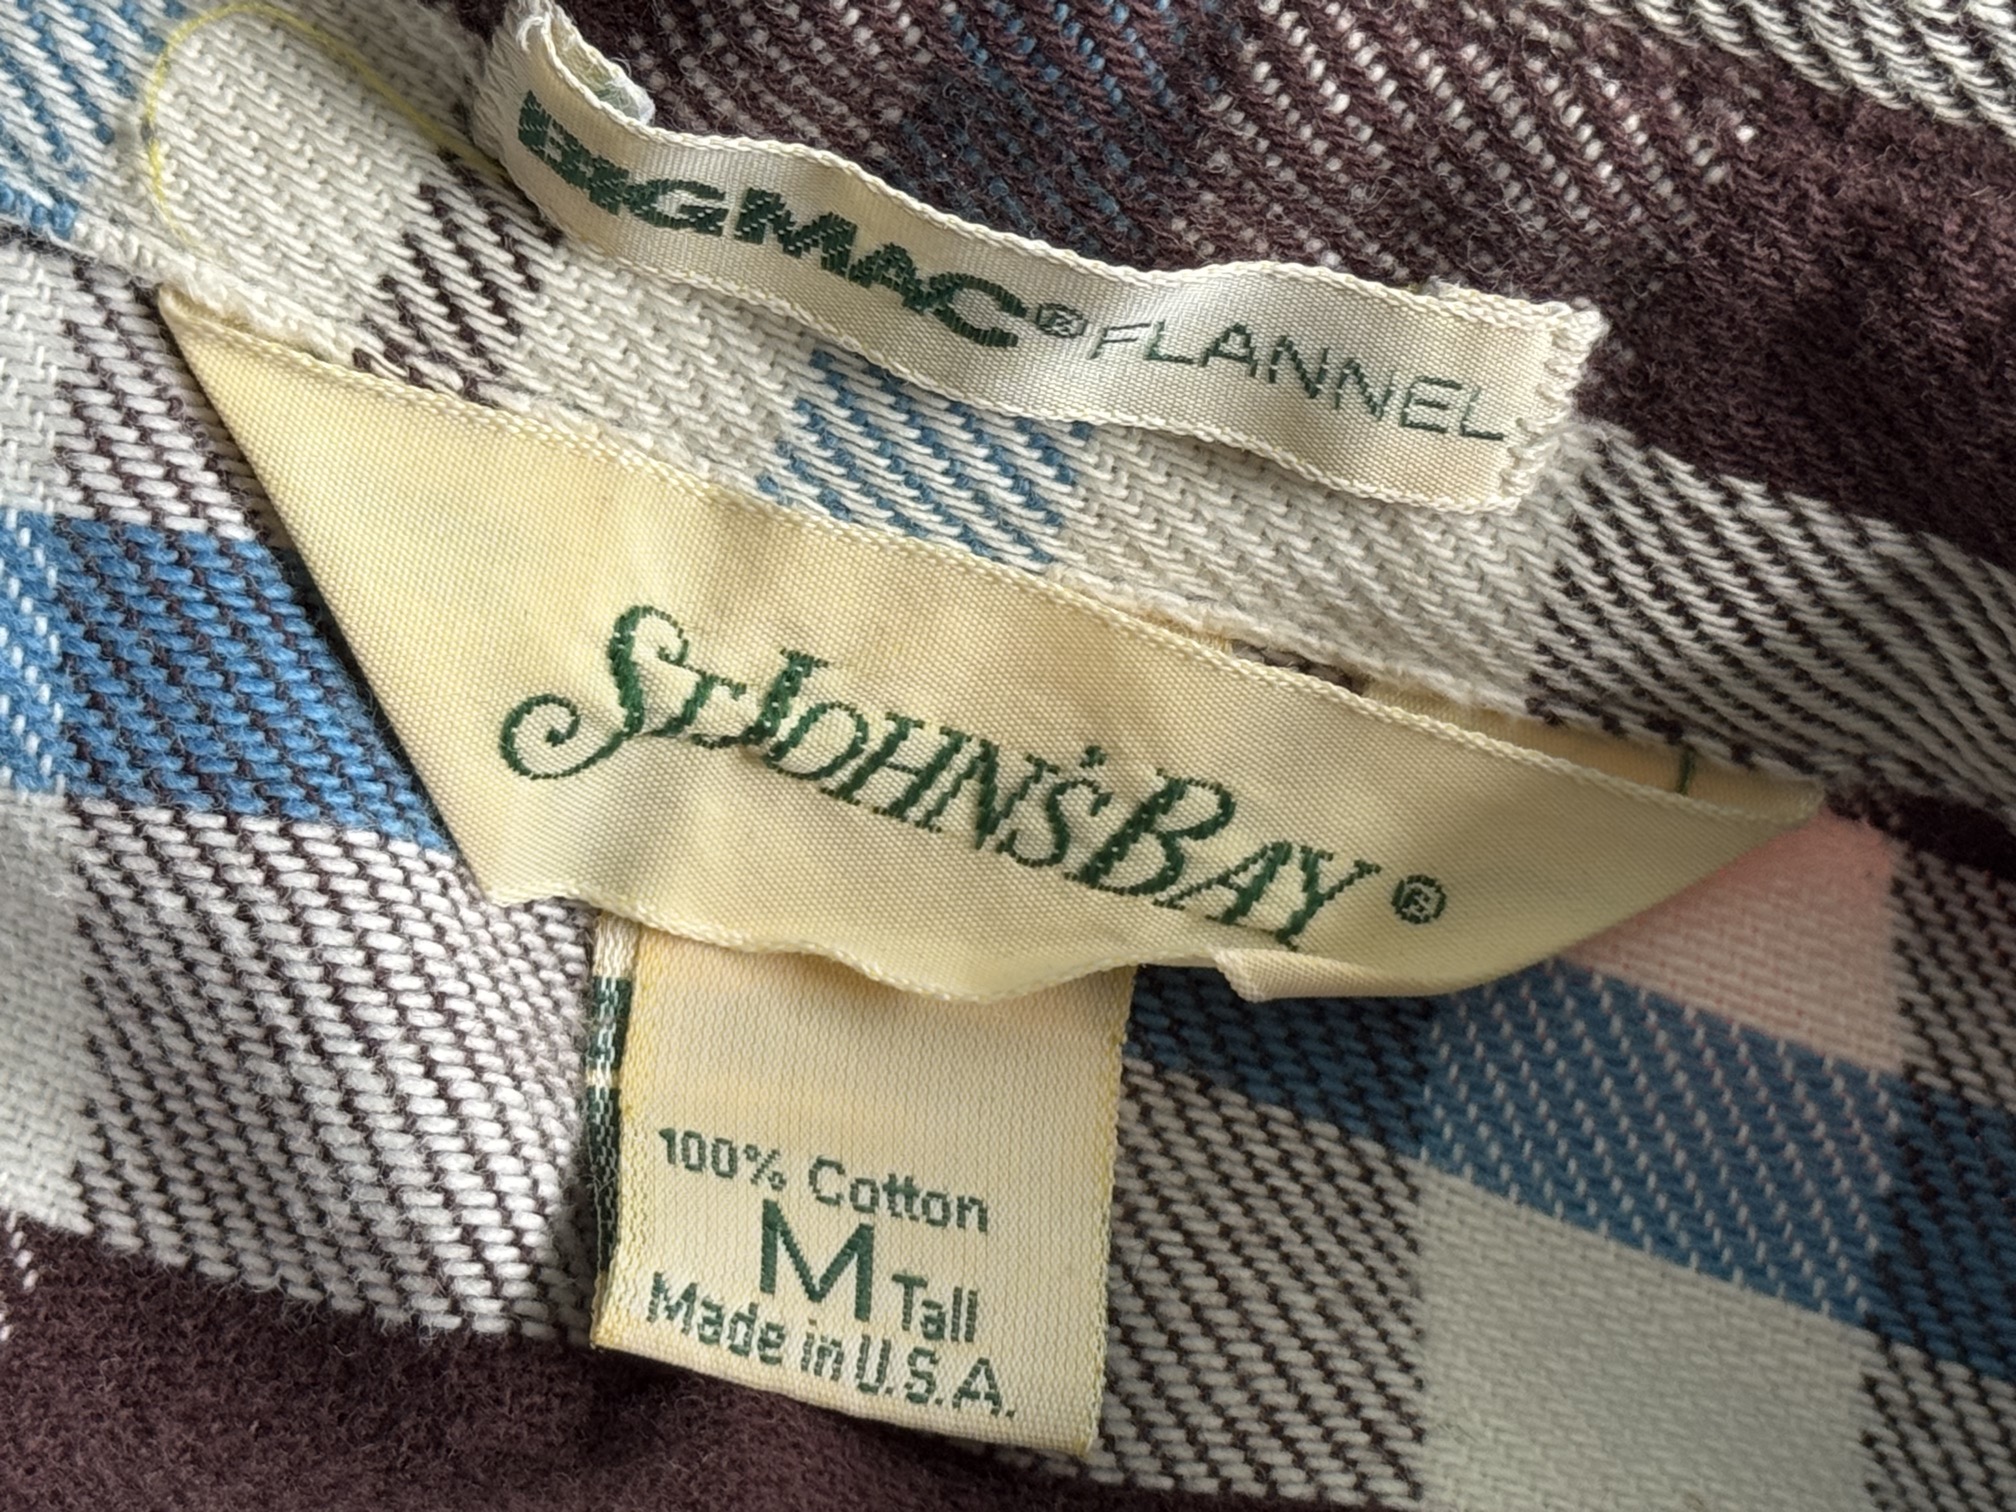 BIGMAC® FLANNEL
ST. JOHN'S BAY®
100% Cotton
M Tall
Made in U.S.A.